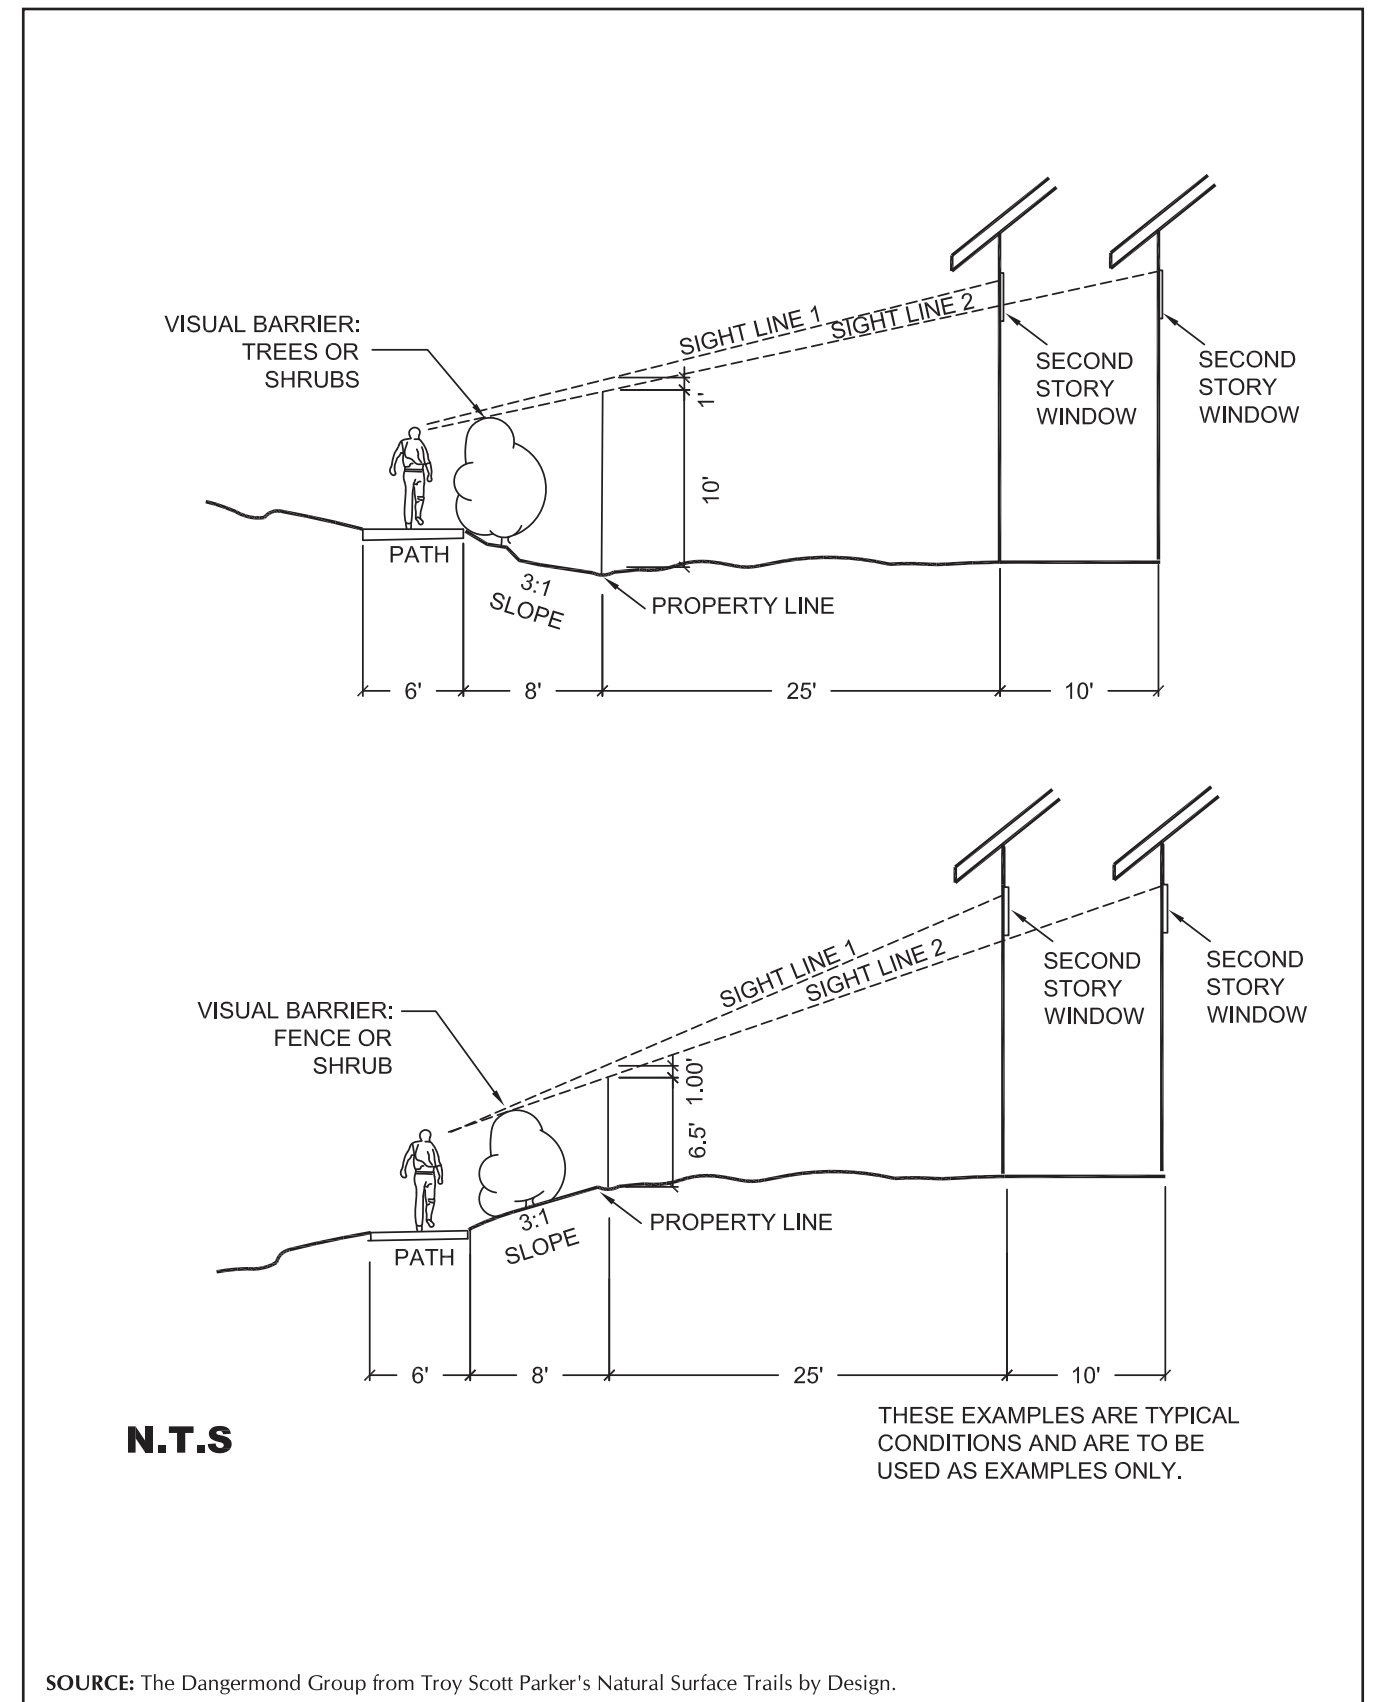 VISUAL BARRIER:
TREES OR
SHRUBS
SIGHT LINE 1
SIGHT LINE 2
SECOND
STORY
WINDOW
SECOND
STORY
WINDOW
1'
10'
PATH
3:1
SLOPE
PROPERTY LINE
6'
8'
25'
10'
VISUAL BARRIER:
FENCE OR
SHRUB
SIGHT LINE 1
SIGHT LINE 2
SECOND
STORY
WINDOW
SECOND
STORY
WINDOW
1.00'
6.5'
PATH
3:1
SLOPE
PROPERTY LINE
6'
8'
25'
10'
N.T.S
THESE EXAMPLES ARE TYPICAL
CONDITIONS AND ARE TO BE
USED AS EXAMPLES ONLY.
SOURCE: The Dangermond Group from Troy Scott Parker's Natural Surface Trails by Design.